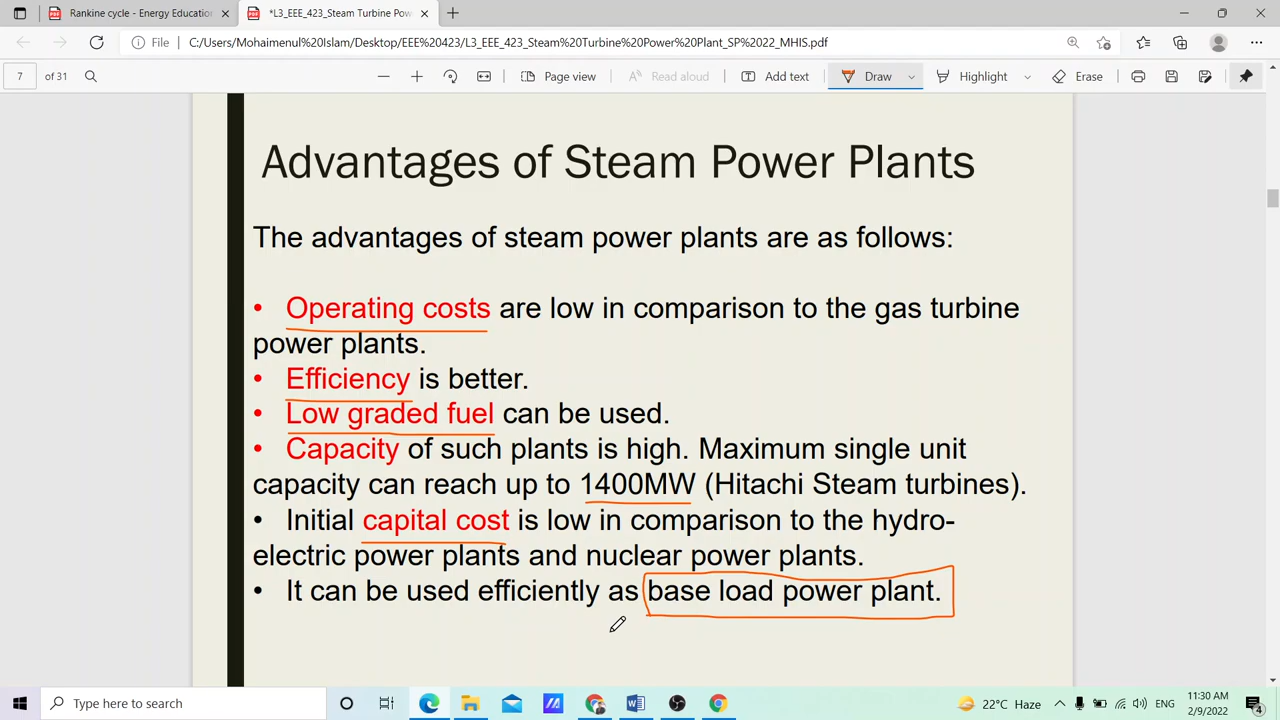 Rankine cycle - Energy Education
*L3_EEE_423_Steam Turbine Pow
File
C:/Users/Mohaimenul%20Islam/Desktop/EEE%20423/L3_EEE_423_Steam%20Turbine%20Power%20Plant_SP%2022_MHIS.pdf
7 of 31
Page view
Read aloud
Add text
Draw
Highlight
Erase
Advantages of Steam Power Plants
The advantages of steam power plants are as follows:
• Operating costs are low in comparison to the gas turbine
power plants.
• Efficiency is better.
• Low graded fuel can be used.
• Capacity of such plants is high. Maximum single unit
capacity can reach up to 1400MW (Hitachi Steam turbines).
• Initial capital cost is low in comparison to the hydro-
electric power plants and nuclear power plants.
• It can be used efficiently as base load power plant.
Type here to search
22°C Haze
11:30 AM
2/9/2022
4